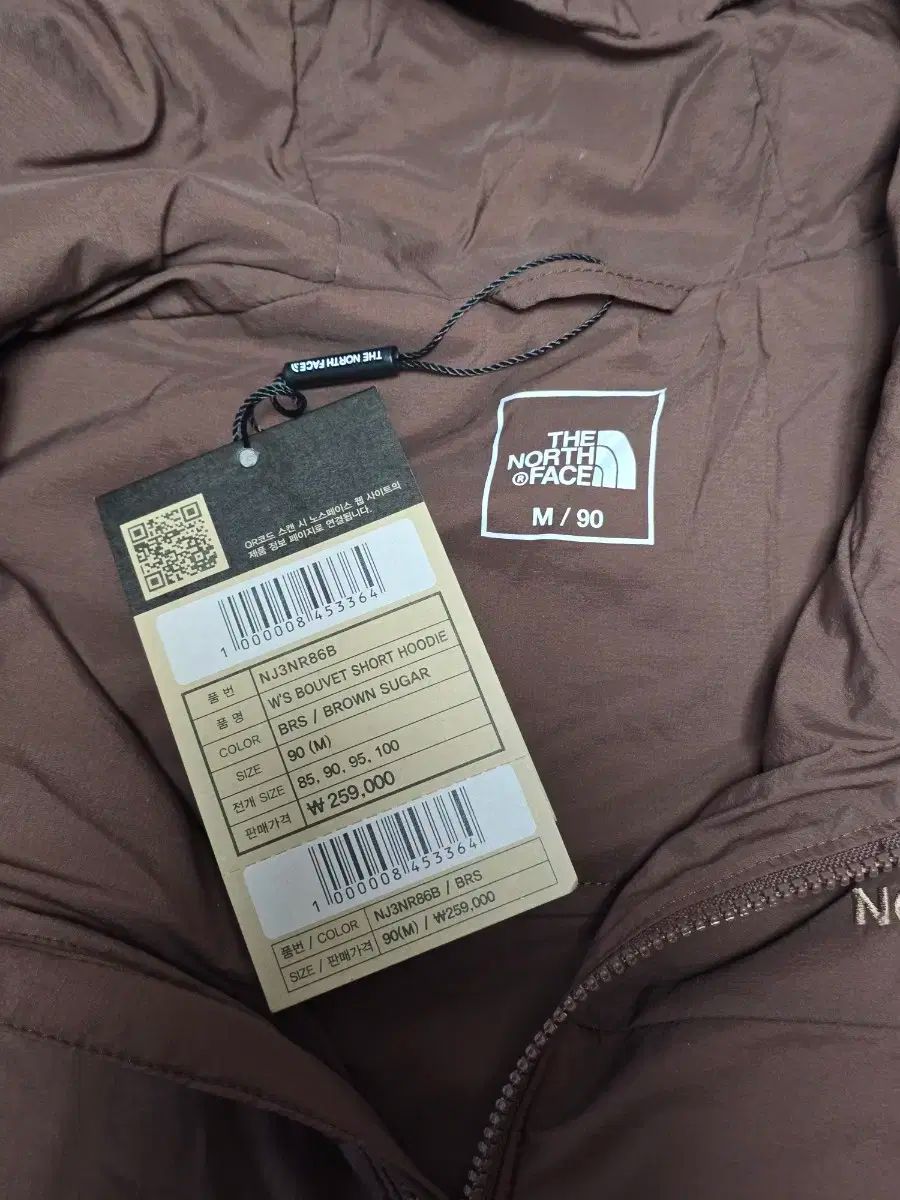 THE NORTH FACE
THE
NORTH
®FACE
M / 90
QR코드 스캔 시 노스페이스 웹 사이트의
제품 정보 페이지로 연결됩니다.
1 000008 453364
품 번 NJ3NR86B
품 명 W'S BOUVET SHORT HOODIE
COLOR BRS / BROWN SUGAR
SIZE 90 (M)
전개 SIZE 85, 90, 95, 100
판매가격 ₩ 259,000
1 000008 453364
품번 / COLOR NJ3NR86B / BRS
SIZE / 판매가격 90(M) / ₩259,000